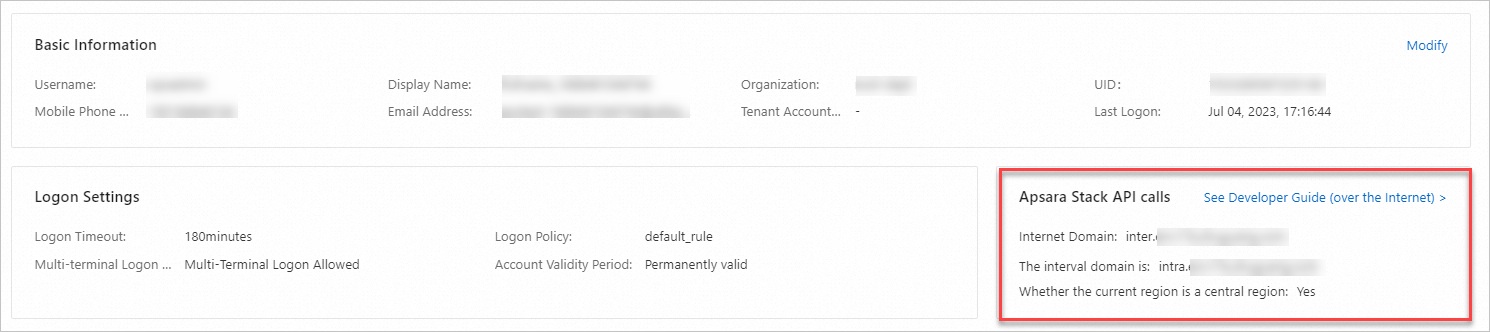 Basic Information Modify
Username: Display Name: Organization: UID:
Mobile Phone ... Email Address: Tenant Account... - Last Logon: Jul 04, 2023, 17:16:44
Logon Settings
Logon Timeout: 180minutes Logon Policy: default_rule
Multi-terminal Logon ... Multi-Terminal Logon Allowed Account Validity Period: Permanently valid
Apsara Stack API calls See Developer Guide (over the Internet) >
Internet Domain: inter.
The interval domain is: intra.
Whether the current region is a central region: Yes